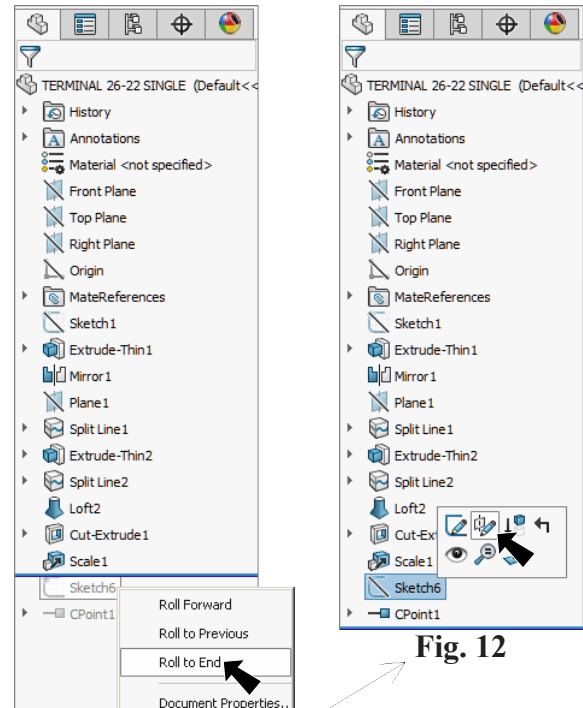 TERMINAL 26-22 SINGLE (Default<<
History
Annotations
Material <not specified>
Front Plane
Top Plane
Right Plane
Origin
MateReferences
Sketch1
Extrude-Thin1
Mirror1
Plane1
Split Line1
Extrude-Thin2
Split Line2
Loft2
Cut-Extrude1
Scale1
Sketch6
CPoint1
Roll Forward
Roll to Previous
Roll to End
Document Properties..
TERMINAL 26-22 SINGLE (Default<<
History
Annotations
Material <not specified>
Front Plane
Top Plane
Right Plane
Origin
MateReferences
Sketch1
Extrude-Thin1
Mirror1
Plane1
Split Line1
Extrude-Thin2
Split Line2
Loft2
Cut-Ex
Scale1
Sketch6
CPoint1
Fig. 12